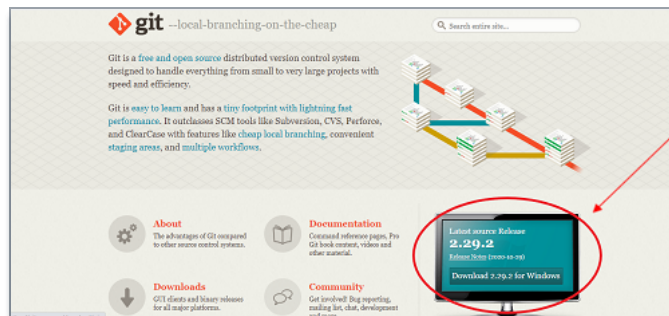 git --local-branching-on-the-cheap
Search entire site...
Git is a free and open source distributed version control system
designed to handle everything from small to very large projects with
speed and efficiency.
Git is easy to learn and has a tiny footprint with lightning fast
performance. It outclasses SCM tools like Subversion, CVS, Perforce,
and ClearCase with features like cheap local branching, convenient
staging areas, and multiple workflows.
About
The advantages of Git compared
to other source control systems.
Documentation
Command reference pages, Pro
Git book content, videos and
other material.
Downloads
GUI clients and binary releases
for all major platforms.
Community
Get involved! Bug reporting,
mailing list, chat, development
and more.
Latest source Release
2.29.2
Release Notes (2020-10-29)
Download 2.29.2 for Windows